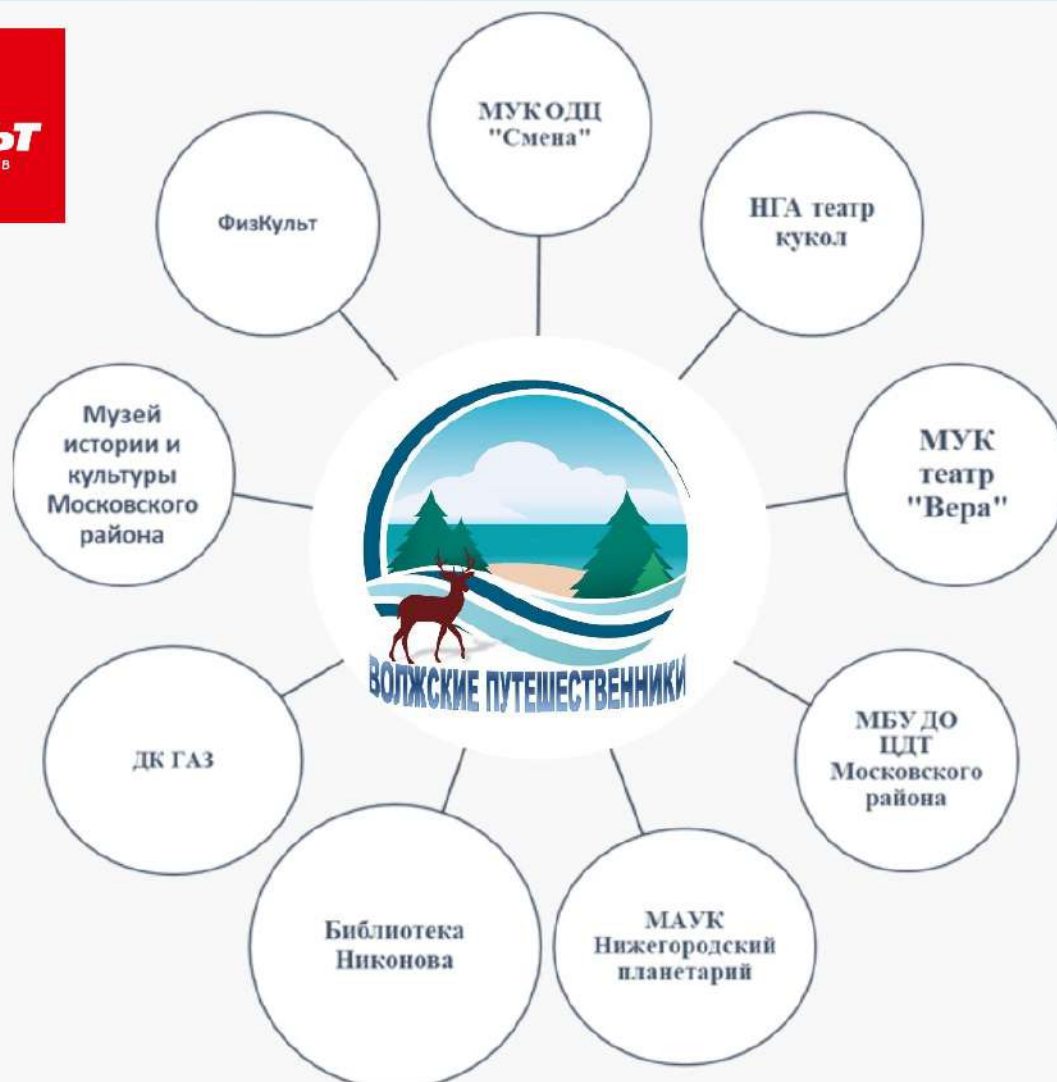 МУК ОДЦ
"Смена"
ФизКульт
НГА театр
кукол
Музей
истории и
культуры
Московского
района
МУК
театр
"Вера"
ВОЛЖСКИЕ ПУТЕШЕСТВЕННИКИ
ДК ГАЗ
МБУ ДО
ЦДТ
Московского
района
Библиотека
Никонова
МАУК
Нижегородский
планетарий